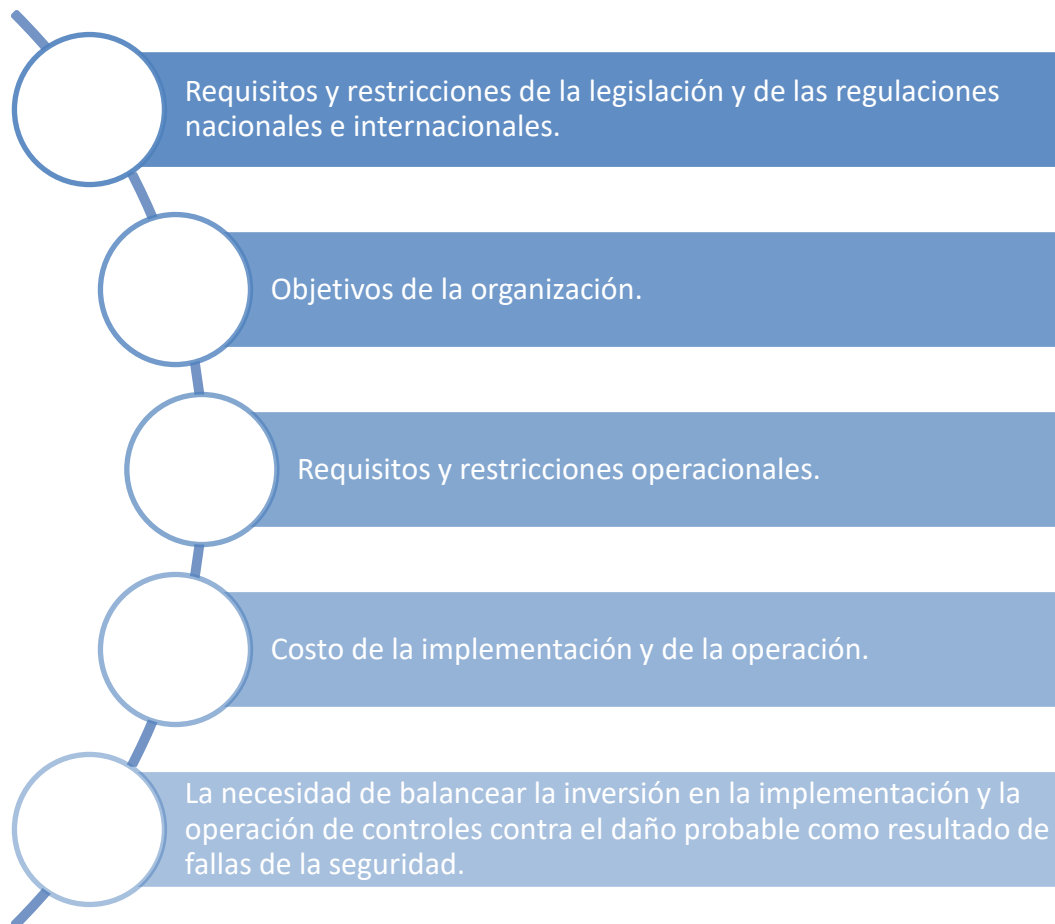 Requisitos y restricciones de la legislación y de las regulaciones
nacionales e internacionales.
Objetivos de la organización.
Requisitos y restricciones operacionales.
Costo de la implementación y de la operación.
La necesidad de balancear la inversión en la implementación y la
operación de controles contra el daño probable como resultado de
fallas de la seguridad.